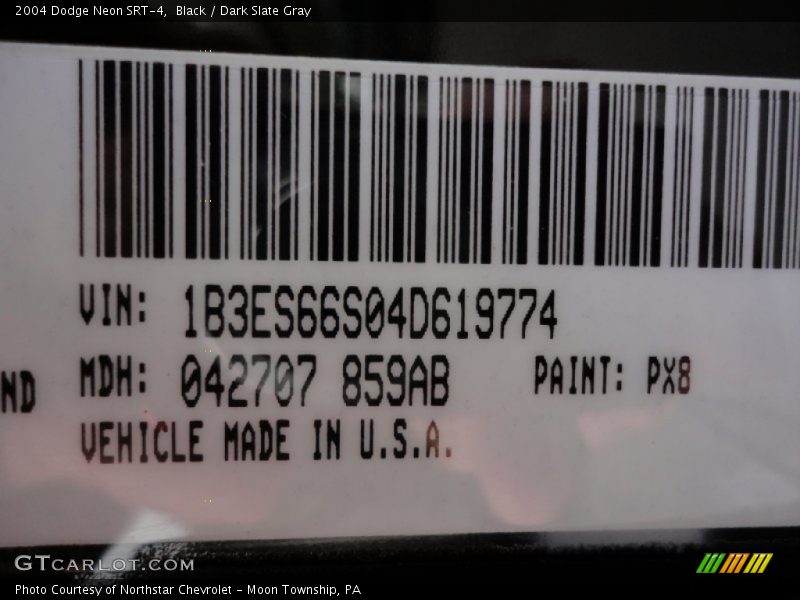 2004 Dodge Neon SRT-4, Black / Dark Slate Gray
VIN: 1B3ES66S04D619774
MDH: 042707 859AB PAINT: PX8
ND
VEHICLE MADE IN U.S.A.
GTCARLOT.COM
Photo Courtesy of Northstar Chevrolet - Moon Township, PA